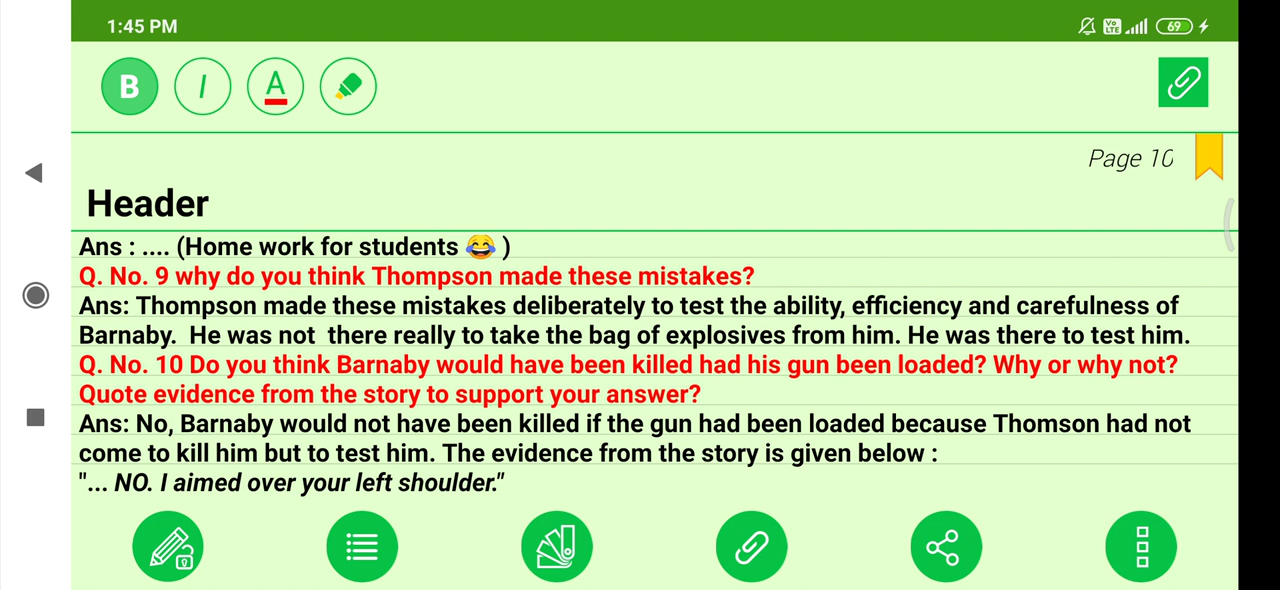 1:45 PM
Vo LTE
69
B I A
Page 10
Header
Ans : .... (Home work for students 😂 )
Q. No. 9 why do you think Thompson made these mistakes?
Ans: Thompson made these mistakes deliberately to test the ability, efficiency and carefulness of
Barnaby.  He was not  there really to take the bag of explosives from him. He was there to test him.
Q. No. 10 Do you think Barnaby would have been killed had his gun been loaded? Why or why not?
Quote evidence from the story to support your answer?
Ans: No, Barnaby would not have been killed if the gun had been loaded because Thomson had not
come to kill him but to test him. The evidence from the story is given below :
"... NO. I aimed over your left shoulder."